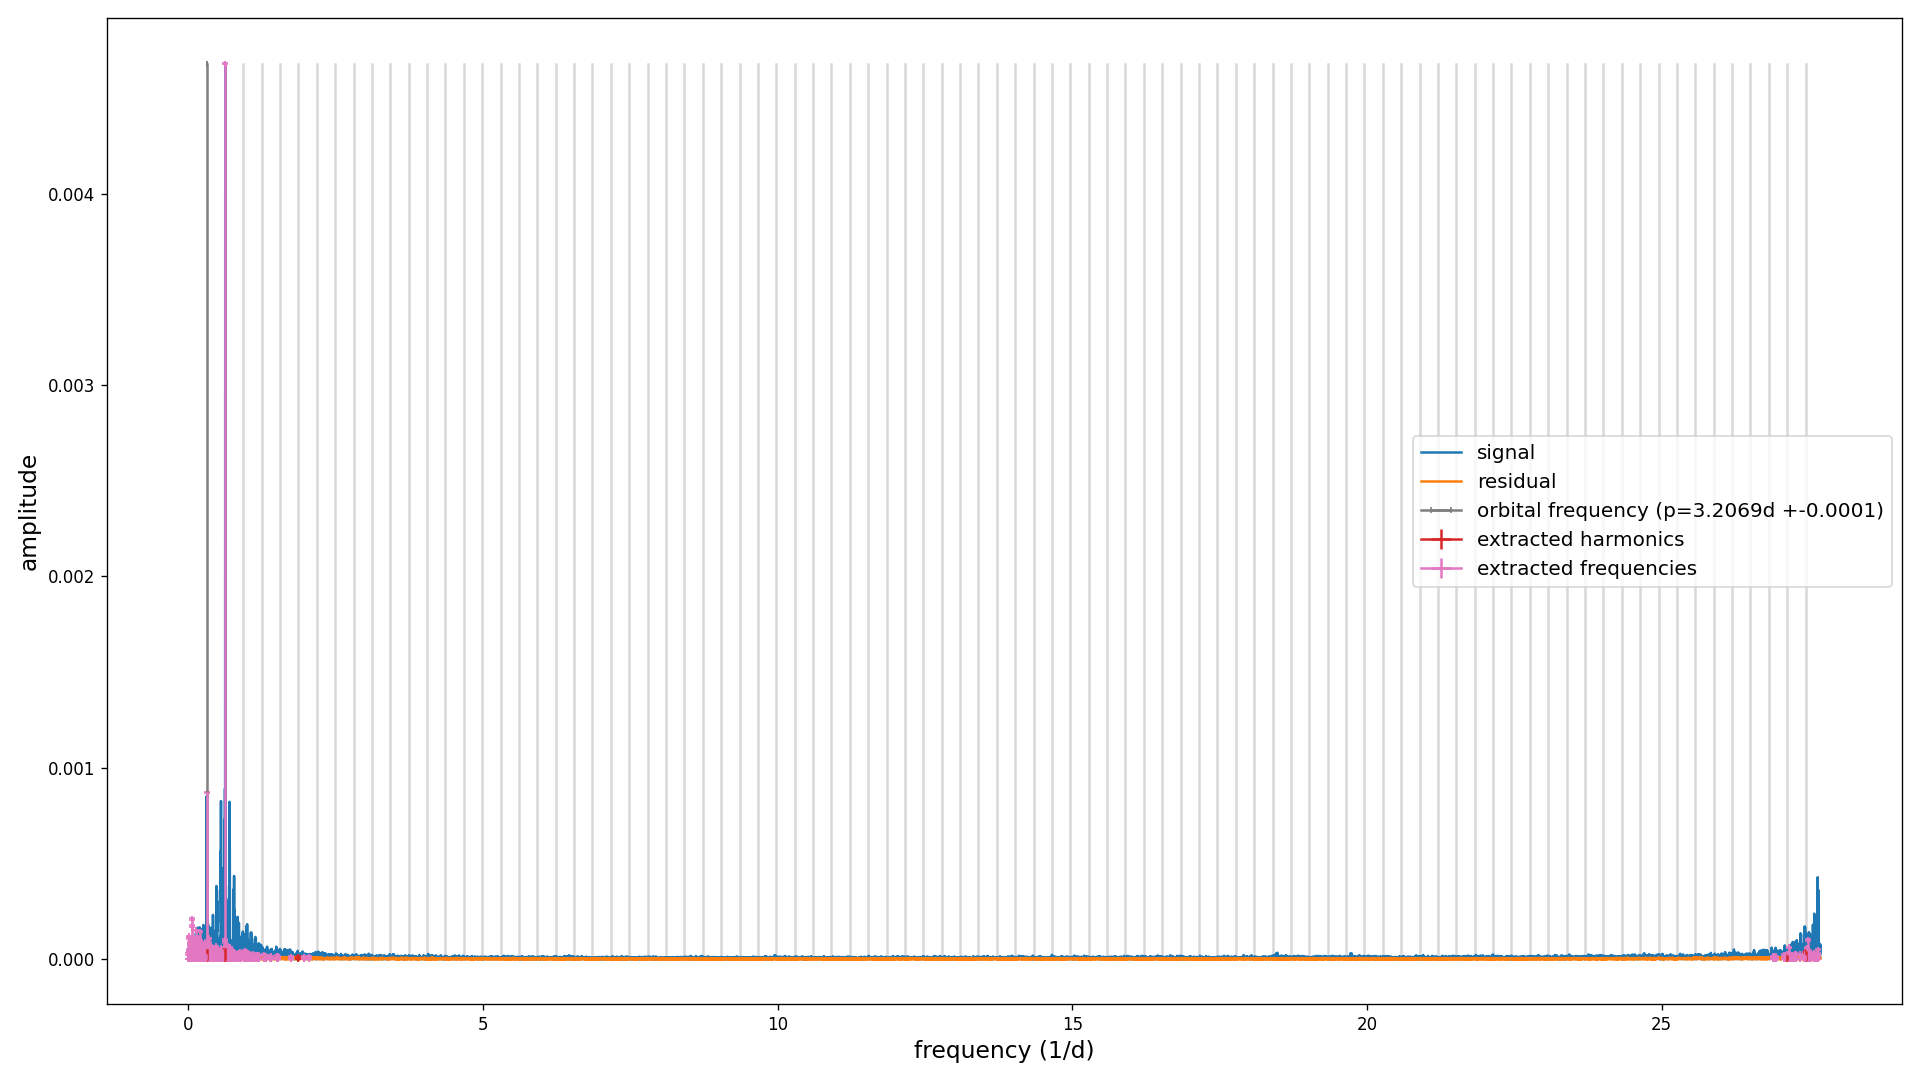 amplitude
0.004
0.003
0.002
0.001
0.000
signal
residual
orbital frequency (p=3.2069d +-0.0001)
extracted harmonics
extracted frequencies
0 5 10 15 20 25
frequency (1/d)